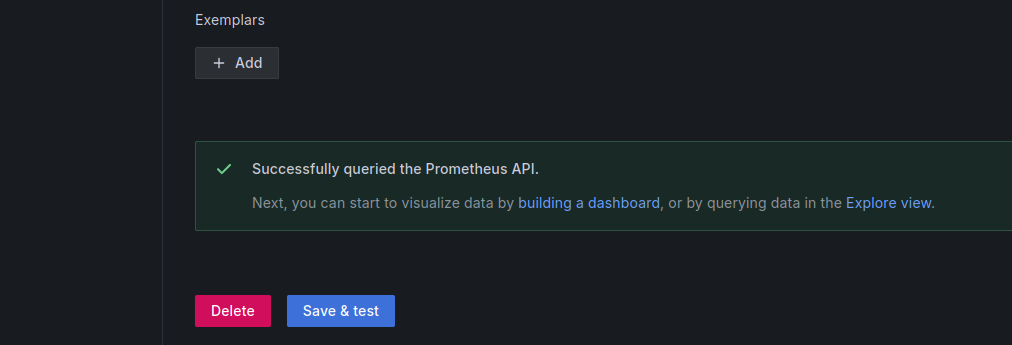 Exemplars
Add
Successfully queried the Prometheus API.
Next, you can start to visualize data by building a dashboard, or by querying data in the Explore view.
Delete Save & test